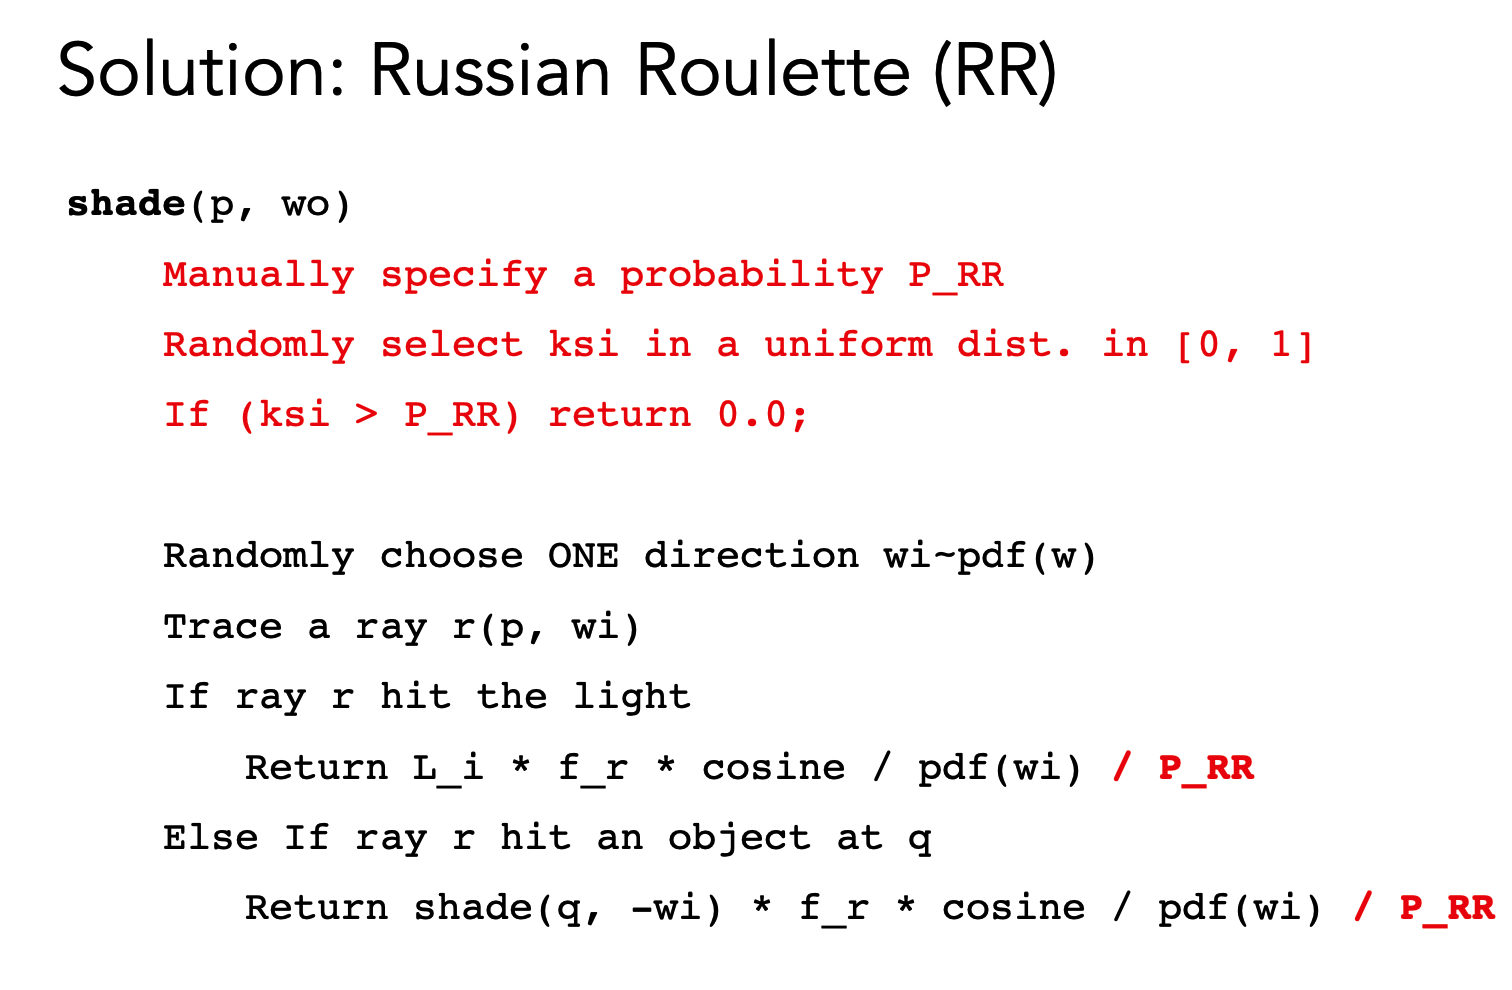 Solution: Russian Roulette (RR)
shade(p, wo)
Manually specify a probability P_RR
Randomly select ksi in a uniform dist. in [0, 1]
If (ksi > P_RR) return 0.0;
Randomly choose ONE direction wi~pdf(w)
Trace a ray r(p, wi)
If ray r hit the light
Return L_i * f_r * cosine / pdf(wi) / P_RR
Else If ray r hit an object at q
Return shade(q, -wi) * f_r * cosine / pdf(wi) / P_RR